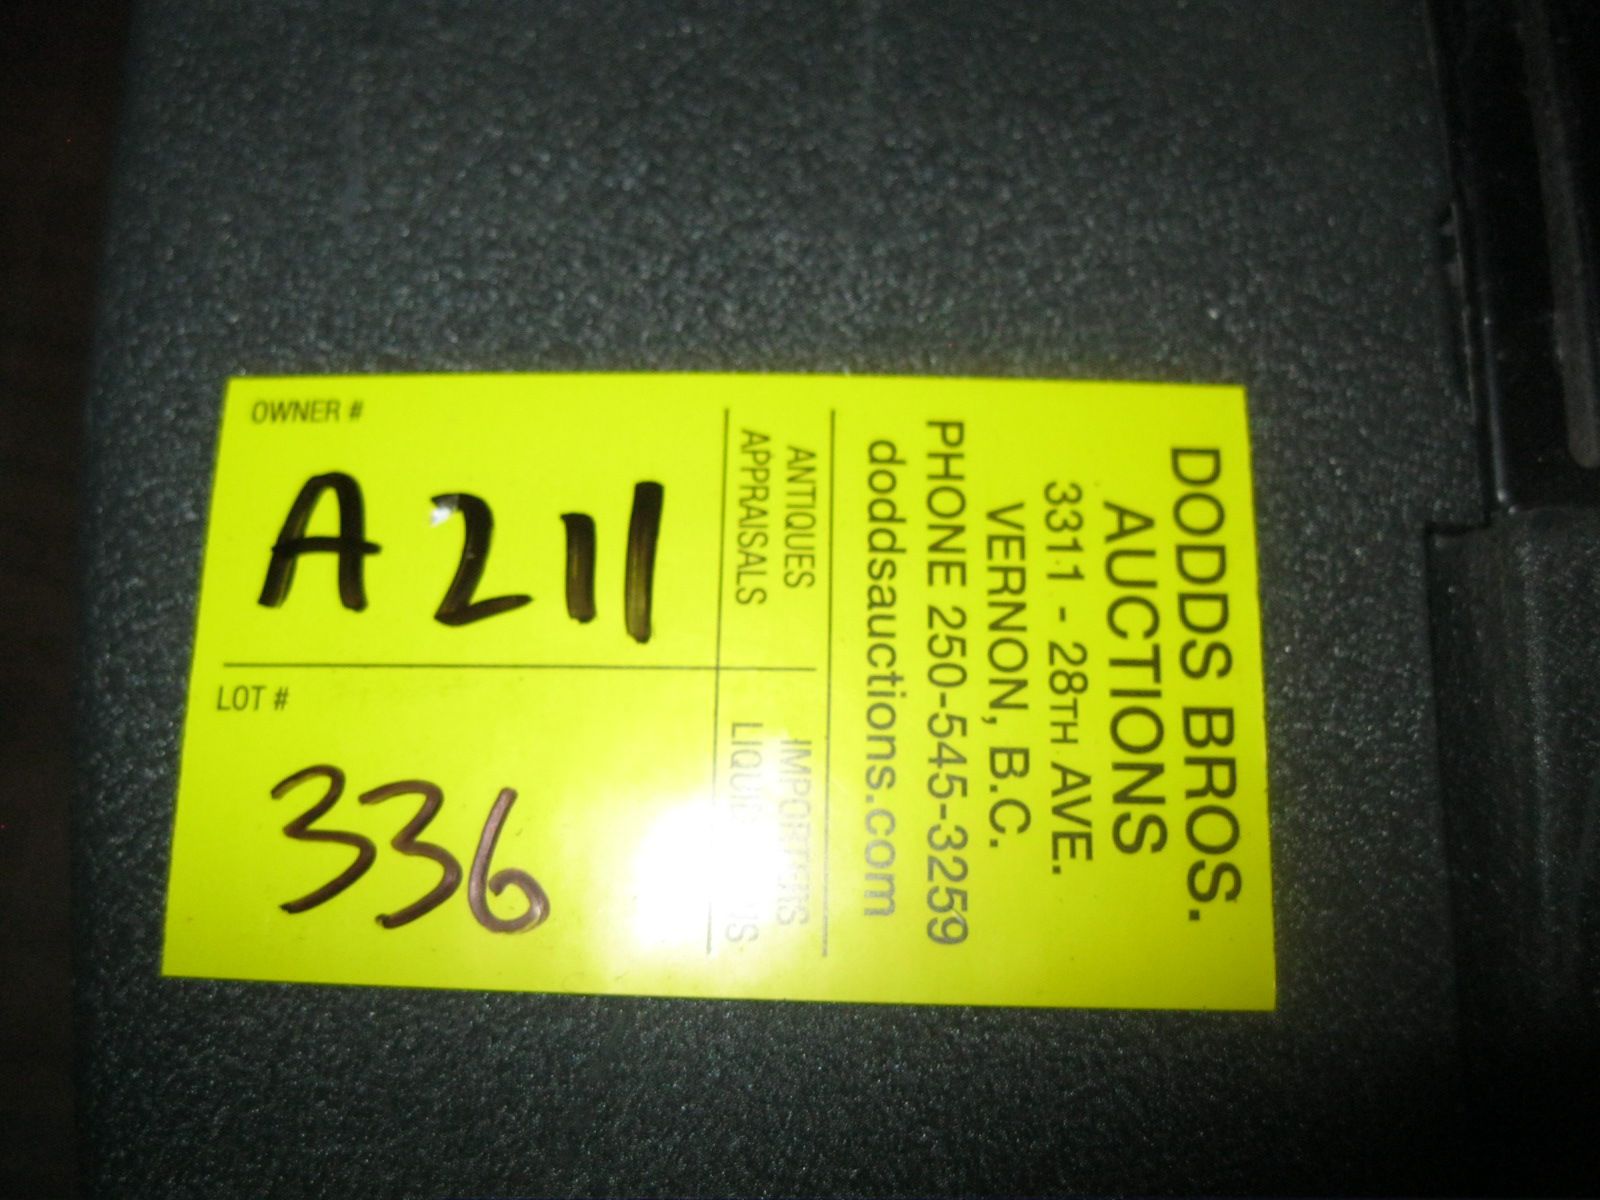 DODDS BROS.
AUCTIONS
3311 - 28TH AVE.
VERNON, B.C.
PHONE 250-545-3259
doddsauctions.com
ANTIQUES
APPRAISALS
IMPORTERS
OWNER #
A211
LOT #
336